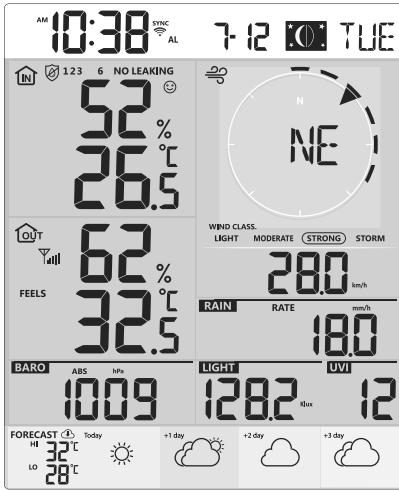 AM 10:38 SYNC AL 7-12 TUE
IN 123 6 NO LEAKING
52 %
26.5 °C
N
NE
WIND CLASS.
LIGHT MODERATE STRONG STORM
28.0 km/h
OUT 62 %
FEELS 32.5 °C
RAIN RATE mm/h
18.0
BARO ABS hPa
1009
LIGHT
128.2 Klux
UVI
12
FORECAST Today +1 day +2 day +3 day
HI 32°C
LO 28°C